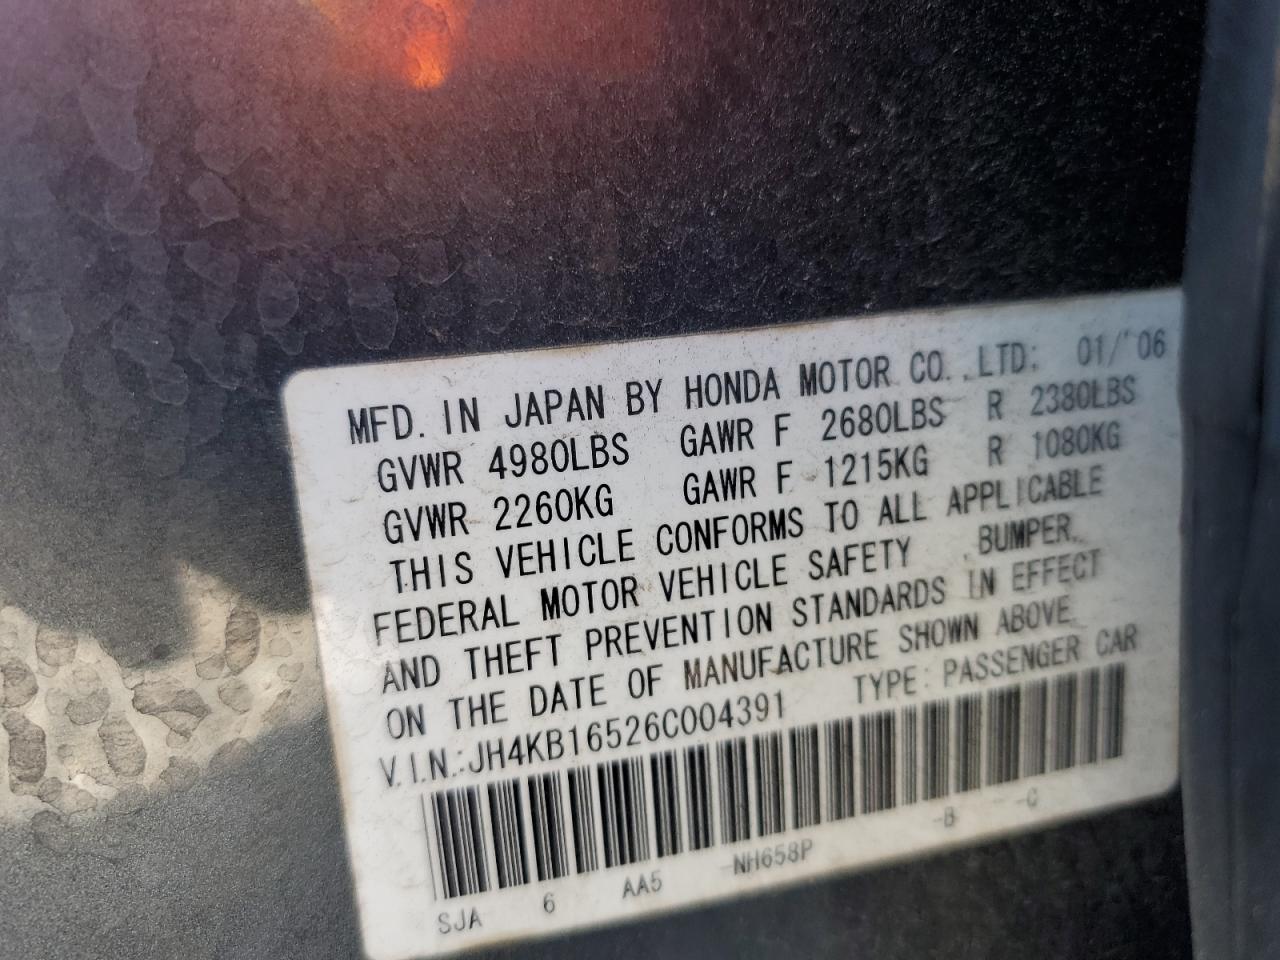 MFD. IN JAPAN BY HONDA MOTOR CO., LTD. 01/'06
GVWR 4980LBS GAWR F 2680LBS R 2380LBS
GVWR 2260KG GAWR F 1215KG R 1080KG
THIS VEHICLE CONFORMS TO ALL APPLICABLE
FEDERAL MOTOR VEHICLE SAFETY, BUMPER,
AND THEFT PREVENTION STANDARDS IN EFFECT
ON THE DATE OF MANUFACTURE SHOWN ABOVE.
V.I.N.:JH4KB16526C004391 TYPE: PASSENGER CAR
SJA 6 AA5 -NH658P -B -C